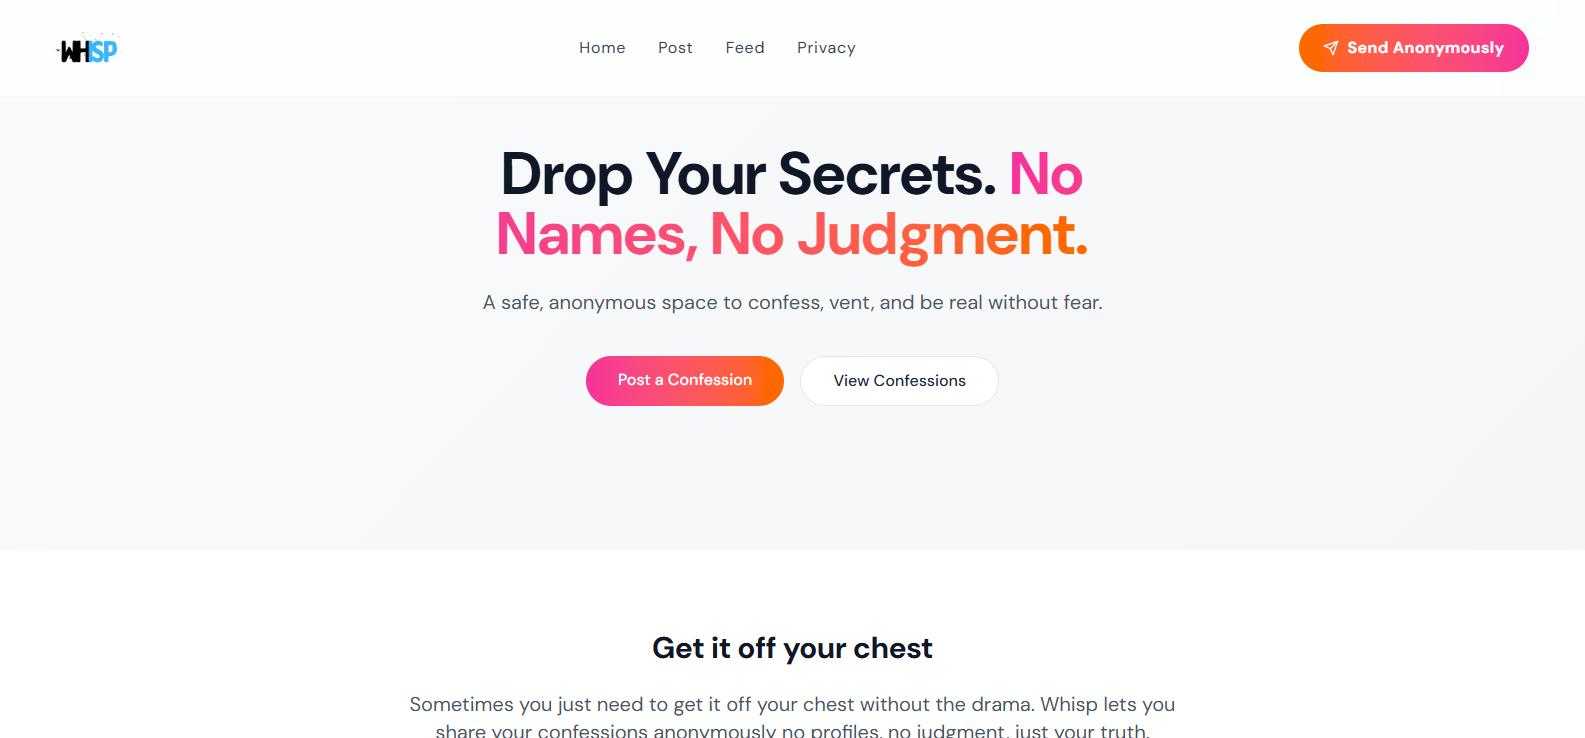 WHISP
Home
Post
Feed
Privacy
Send Anonymously
Drop Your Secrets. No
Names, No Judgment.
A safe, anonymous space to confess, vent, and be real without fear.
Post a Confession
View Confessions
Get it off your chest
Sometimes you just need to get it off your chest without the drama. Whisp lets you
share your confessions anonymously no profiles, no judgment, just your truth.